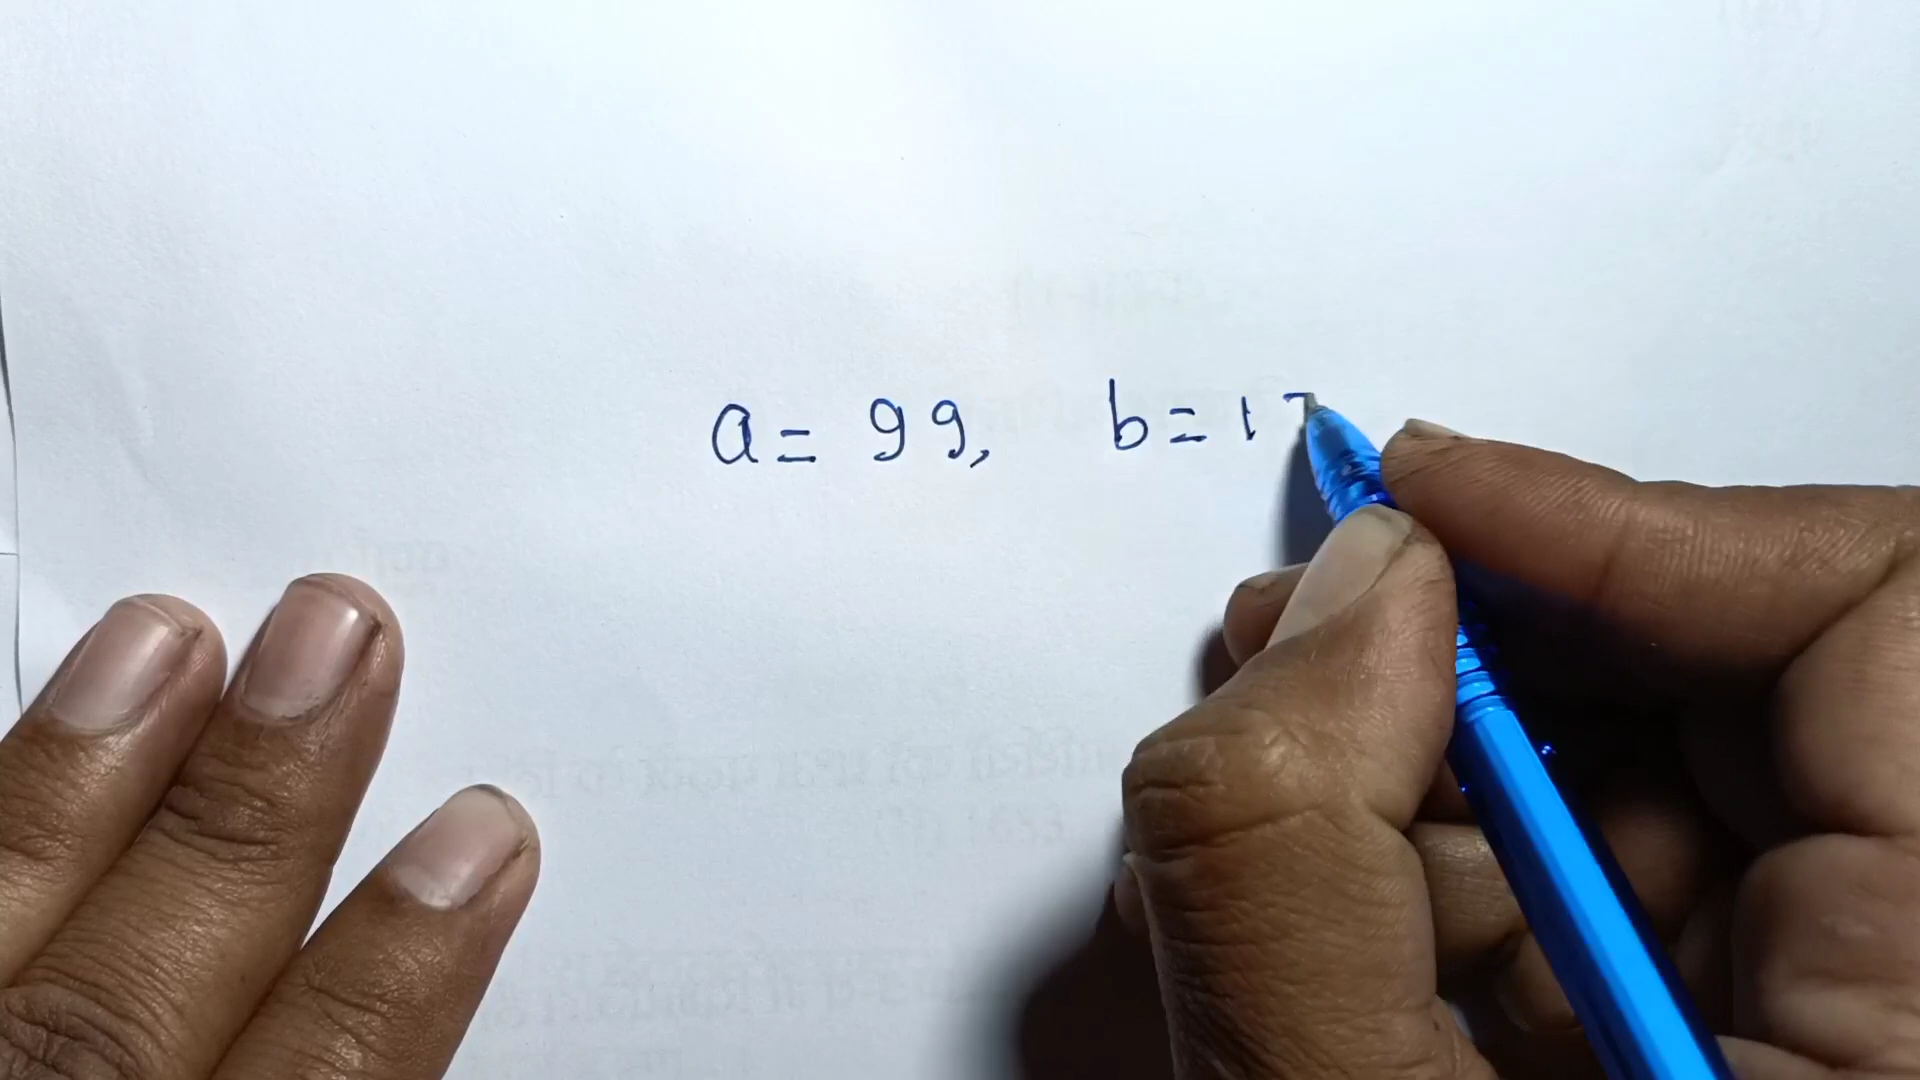 a = 99, b = 1